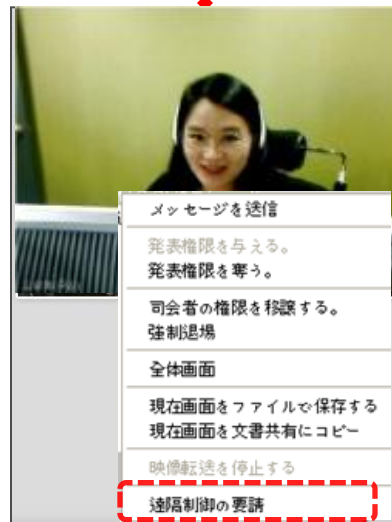 メッセージを送信
発表権限を与える。
発表権限を奪う。
司会者の権限を移譲する。
強制退場
全体画面
現在画面をファイルで保存する
現在画面を文書共有にコピー
映像転送を停止する
遠隔制御の要請